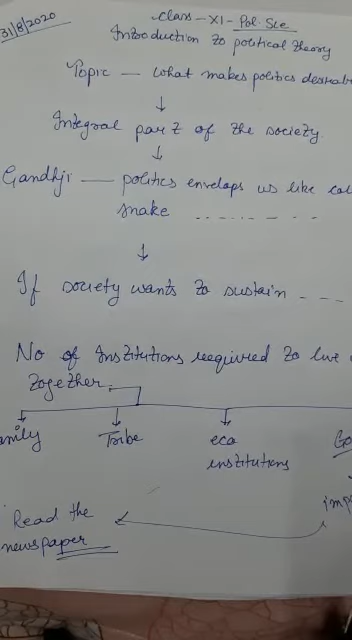 31/8/2020
Class - XI - Pol. Sc
Introduction to political theory
Topic — What makes politics
↓
Integral part of the society.
↓
Gandhiji — politics envelops us like
snake ..........
↓
If society wants to sustain - - -
No of Institutions required to live
together.
Tribe
eco
institutions
Read the
newspaper